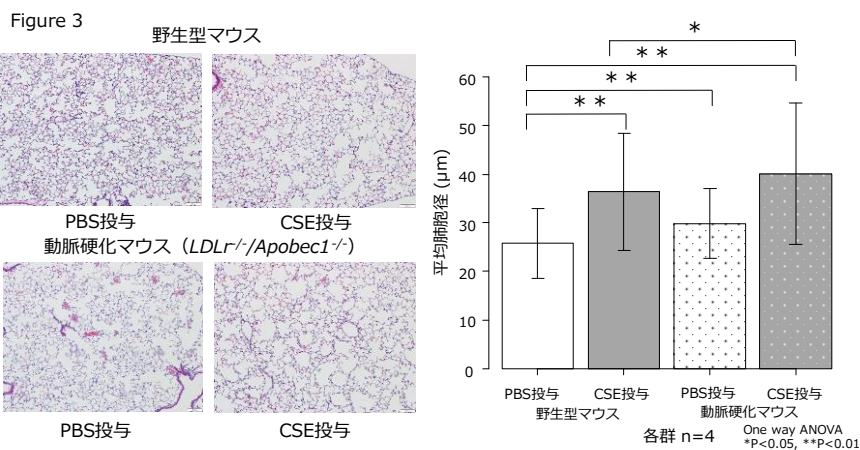 Figure 3
野生型マウス
PBS投与
CSE投与
動脈硬化マウス（LDLr-/-/Apobec1-/-）
PBS投与
CSE投与
*
**
**
**
平均肺胞径 (μm)
60
50
40
30
20
10
0
PBS投与
CSE投与
PBS投与
CSE投与
野生型マウス
動脈硬化マウス
各群 n=4
One way ANOVA
*P<0.05, **P<0.01